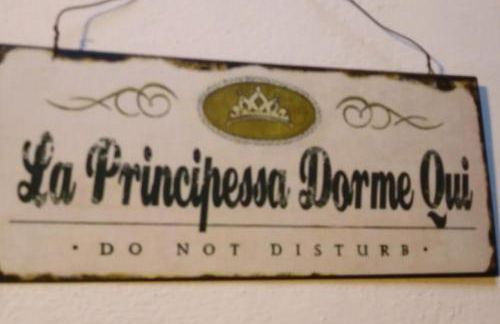 La Principessa Dorme Qui
· DO NOT DISTURB ·